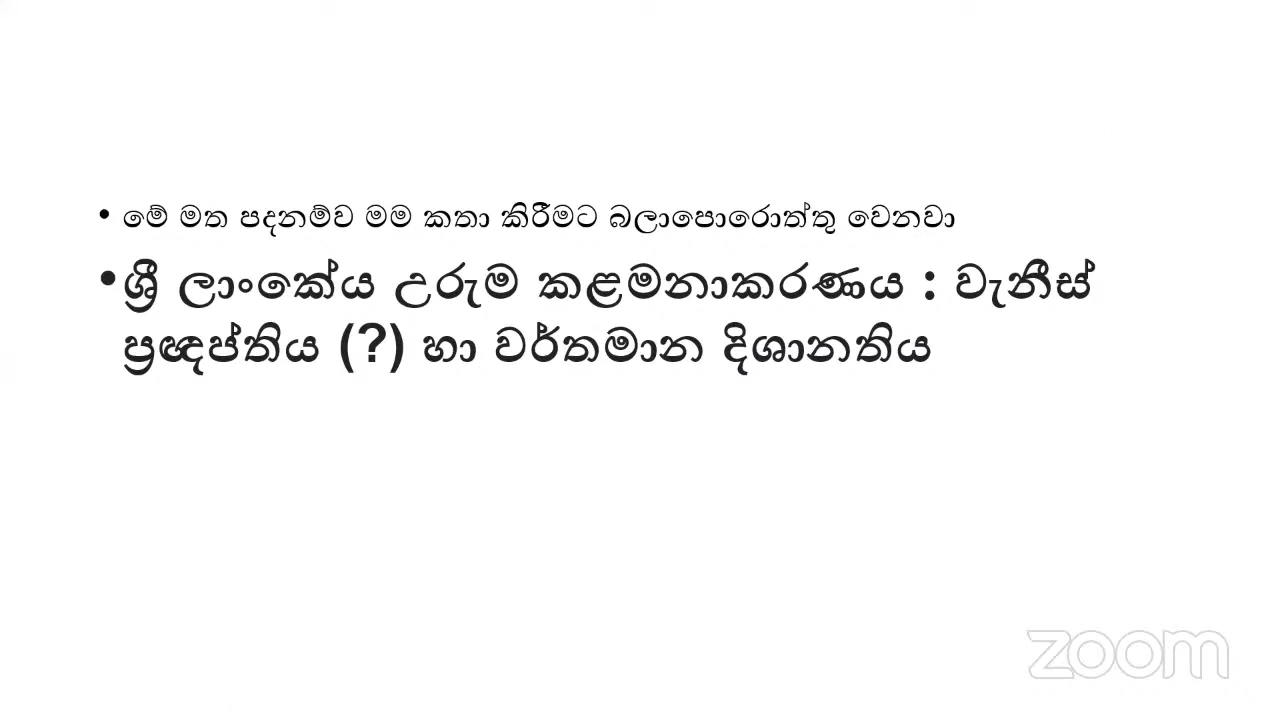 • මේ මත පදනම්ව මම කතා කිරීමට බලාපොරොත්තු වෙනවා
• ශ්‍රී ලාංකේය උරුම කළමනාකරණය : වැනීස්
ප්‍රඥප්තිය (?) හා වර්තමාන දිශානතිය
zoom